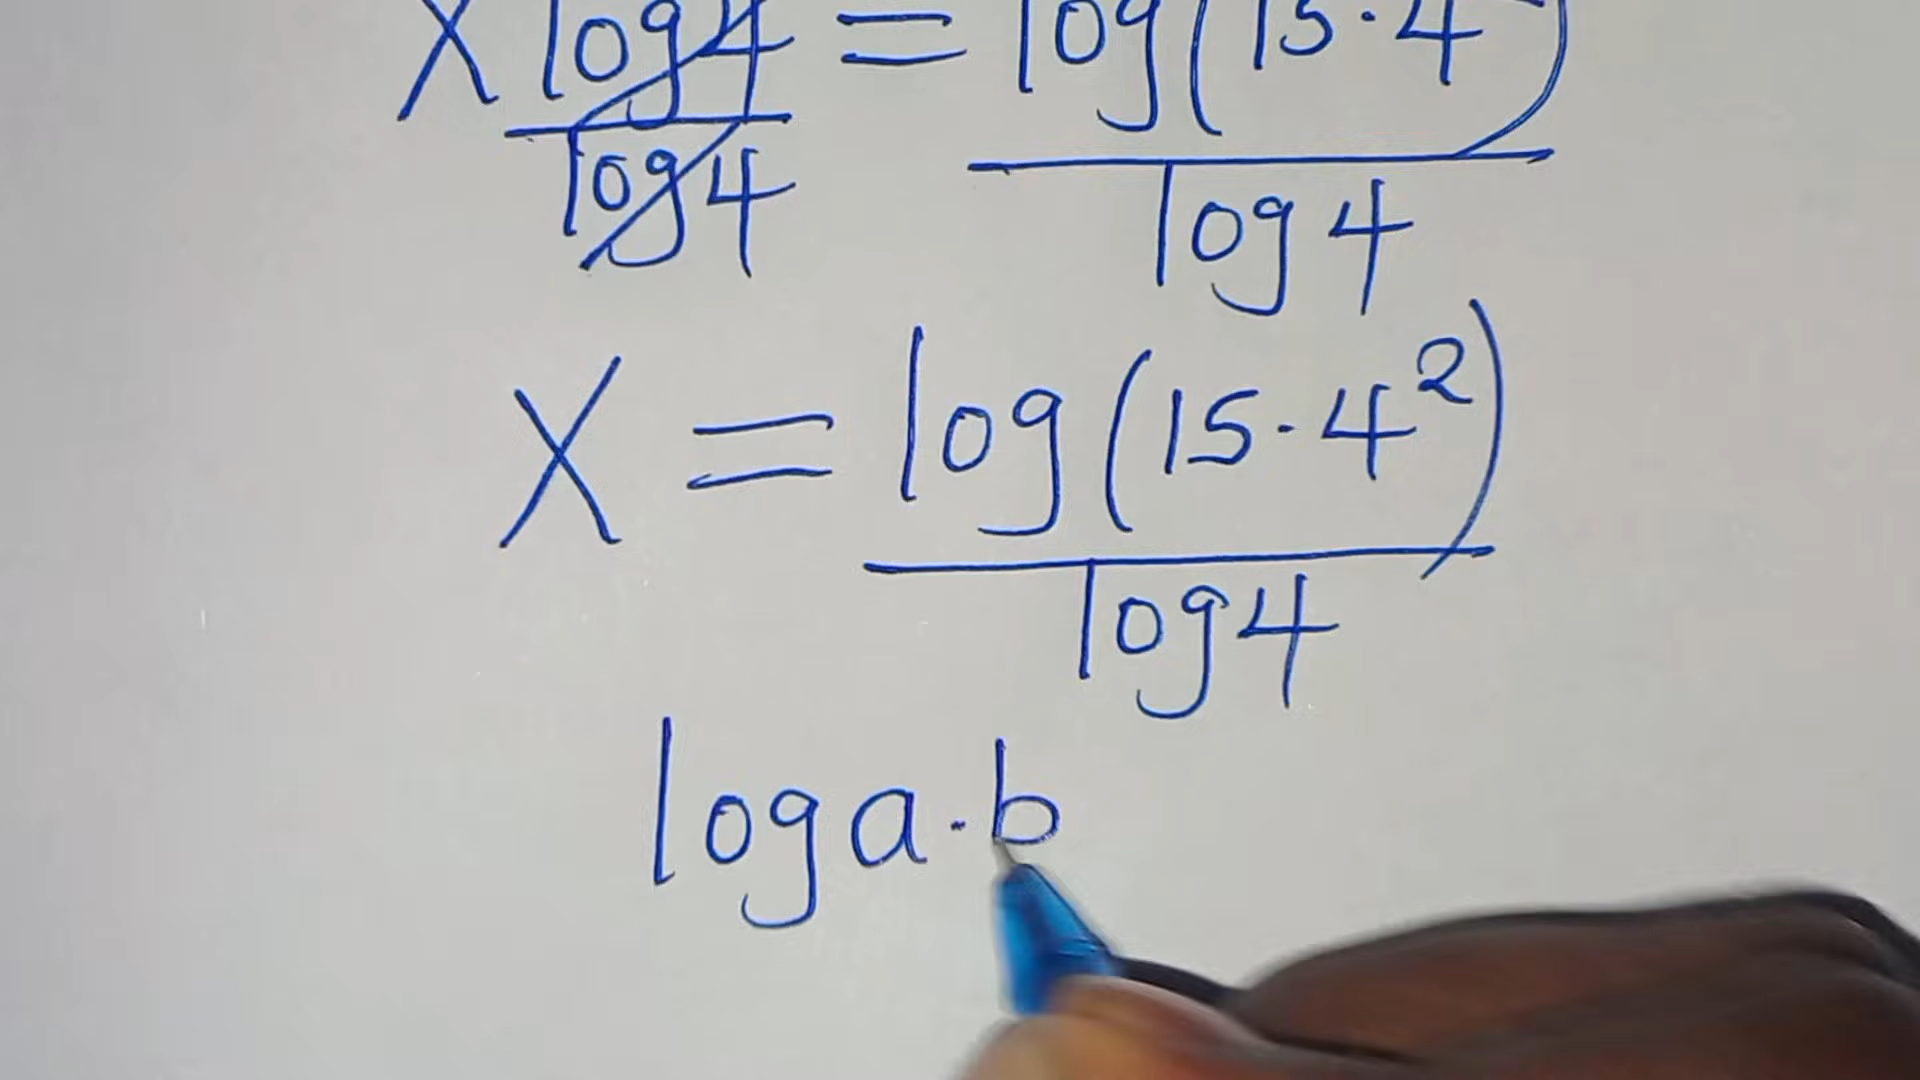 X log4 = log(15·4
log4 log4
X = log(15·4²)
log4
log a·b